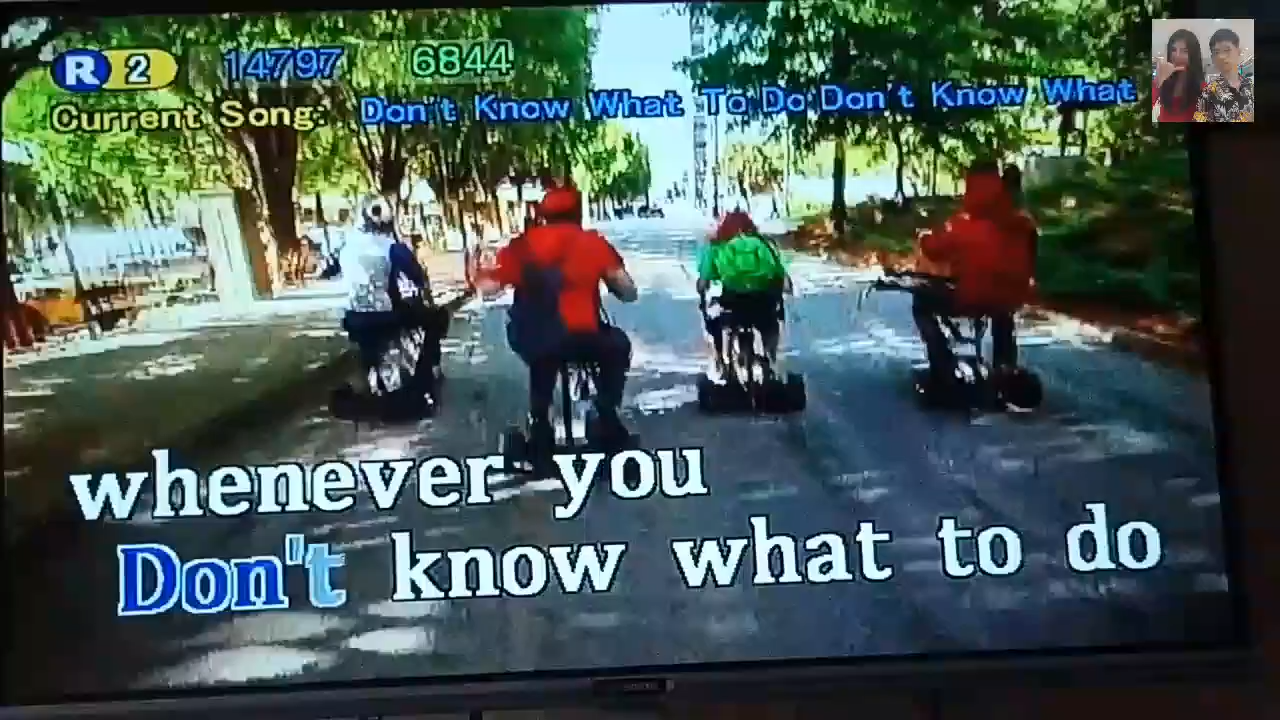 R 2 14797 6844
Current Song: Don't Know What To Do Don't Know What
whenever you
Don't know what to do